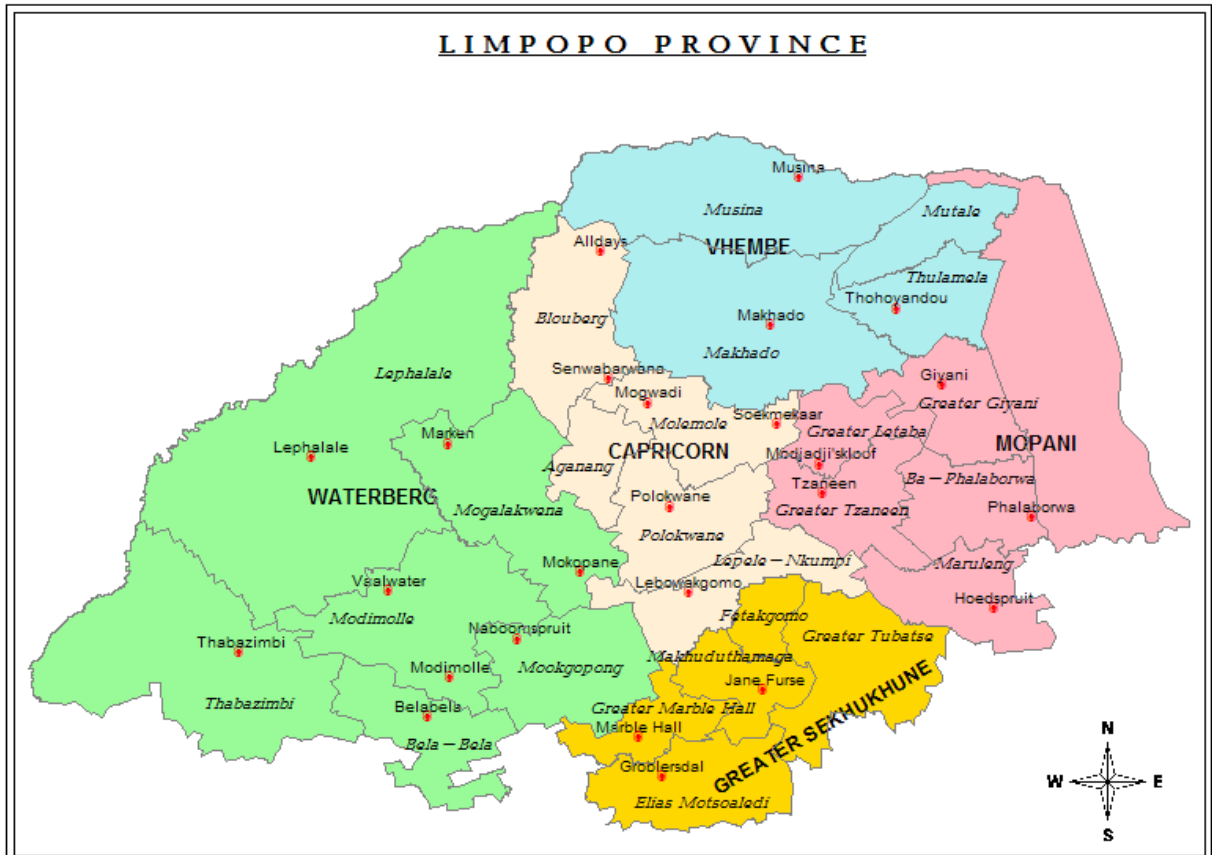 LIMPOPO PROVINCE
Musina
Musina
Mutale
Alldays
VHEMBE
Thulamela
Thohoyandou
Blouberg
Makhado
Makhado
Senwabarwana
Lephalale
Giyani
Mogwadi
Greater Giyani
Molemole
Soekmekaar
Marken
Greater Letaba
MOPANI
Lephalale
CAPRICORN
Modjadji'skloof
Aganang
Ba-Phalaborwa
WATERBERG
Polokwane
Tzaneen
Mogalakwena
Greater Tzaneen
Phalaborwa
Polokwane
Mokopane
Lepele-Nkumpi
Maruleng
Vaalwater
Lebowakgomo
Hoedspruit
Modimolle
Fetakgomo
Naboomspruit
Greater Tubatse
Thabazimbi
Makhuduthamaga
Modimolle
Mookgopong
Jane Furse
Thabazimbi
Greater Marble Hall
Belabela
Marble Hall
GREATER SEKHUKHUNE
Bela-Bela
Groblersdal
Elias Motsoaledi
N
W
E
S